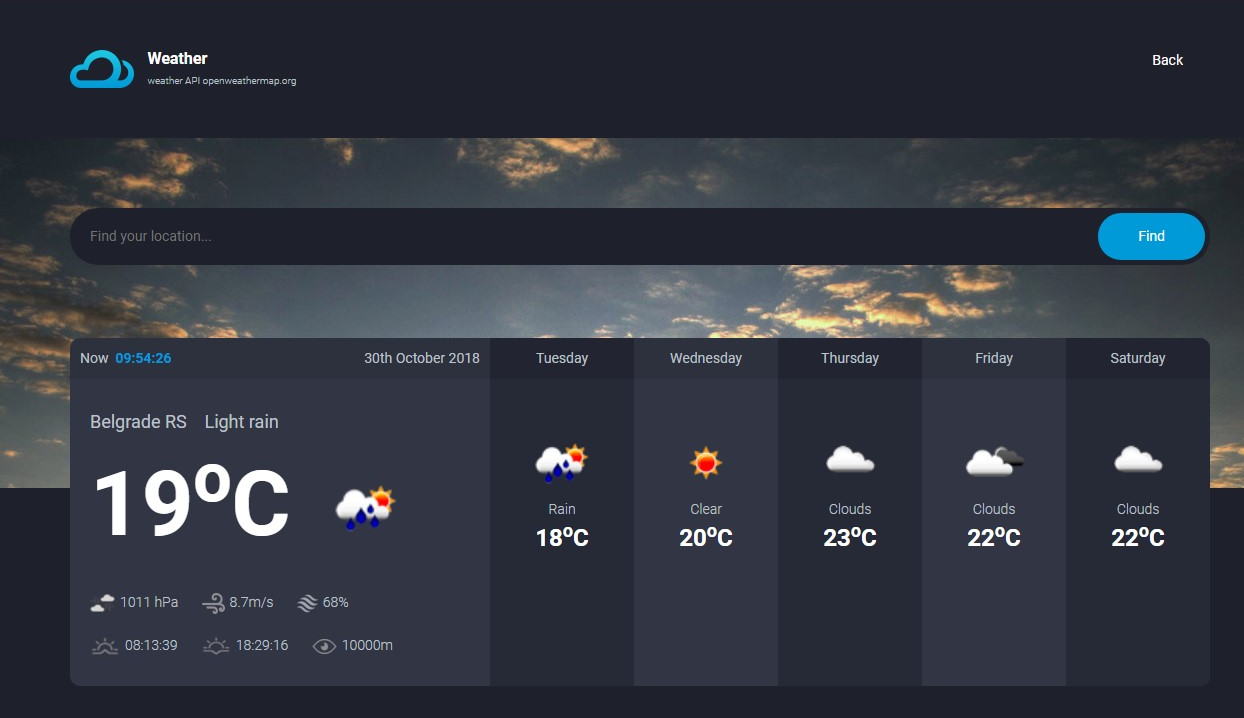 Weather
weather API openweathermap.org
Back
Find your location...
Find
Now 09:54:26 30th October 2018
Tuesday Wednesday Thursday Friday Saturday
Belgrade RS Light rain
19ºC
Rain Clear Clouds Clouds Clouds
18ºC 20ºC 23ºC 22ºC 22ºC
1011 hPa 8.7m/s 68%
08:13:39 18:29:16 10000m